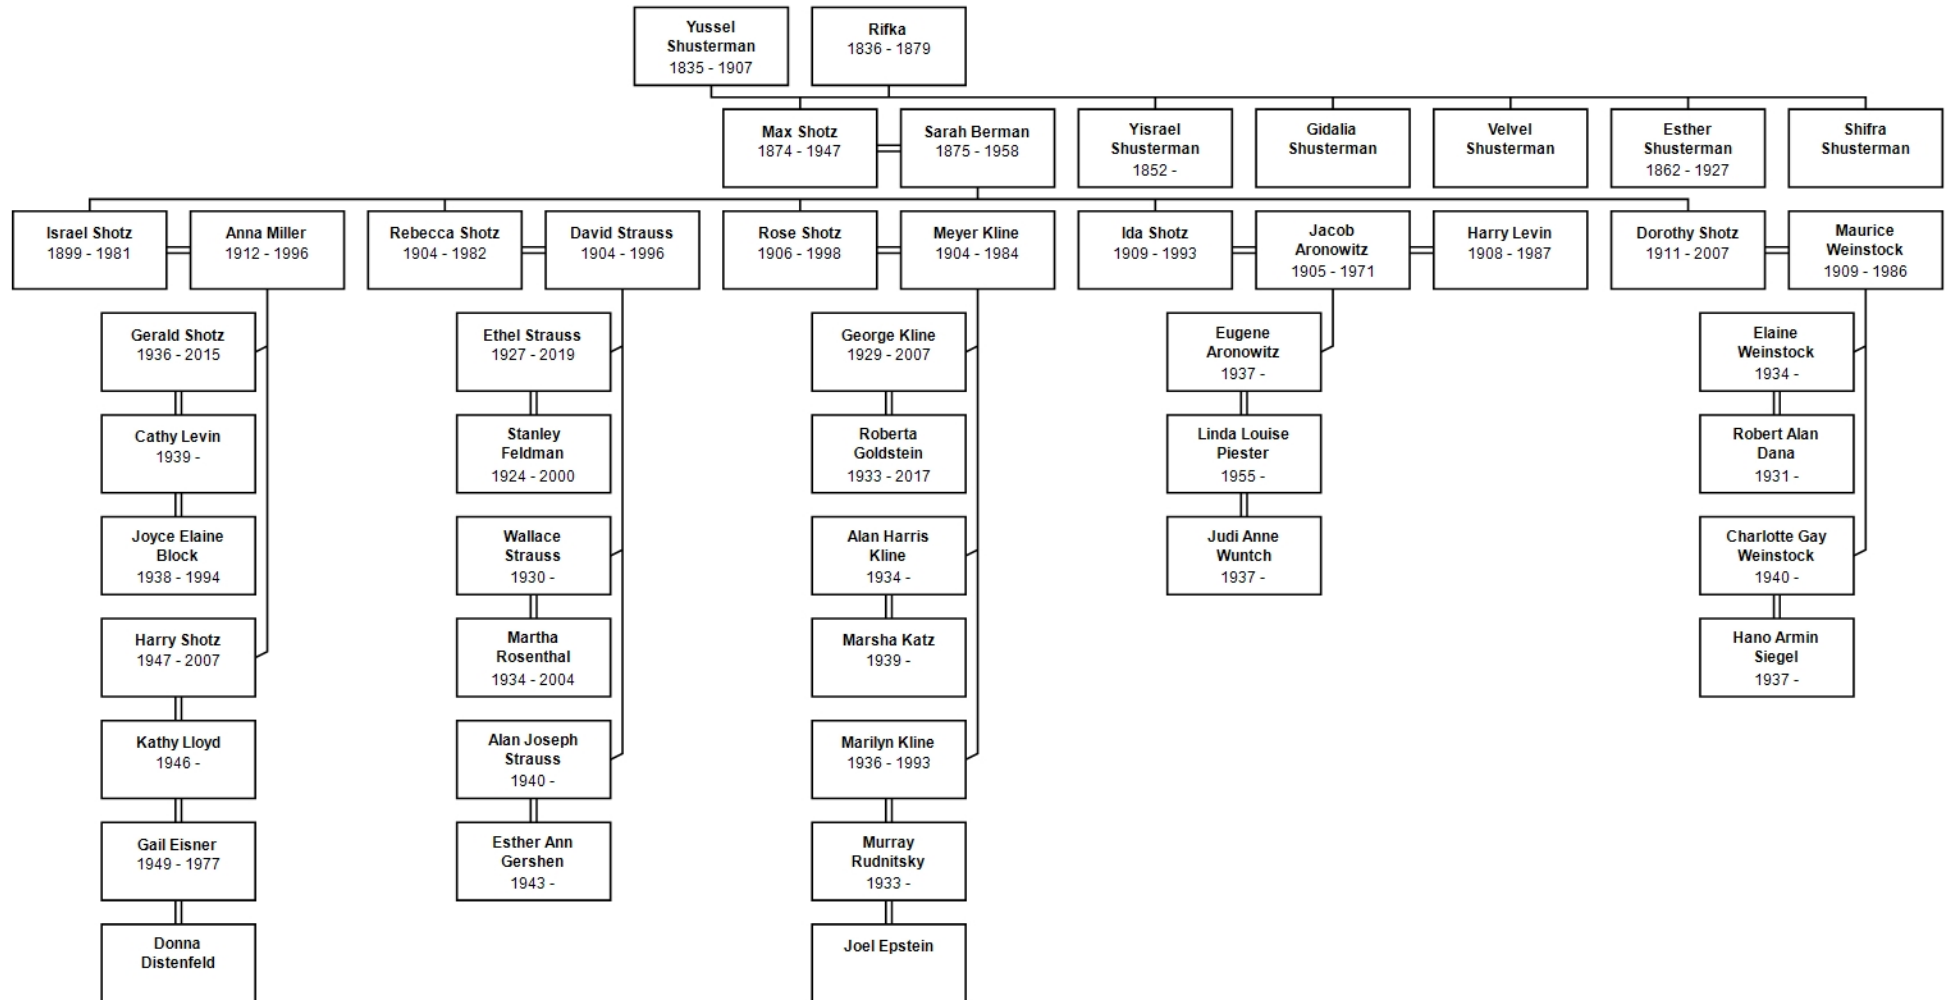 Yussel
Shusterman
1835 - 1907
Rifka
1836 - 1879
Max Shotz
1874 - 1947
Sarah Berman
1875 - 1958
Yisrael
Shusterman
1852 -
Gidalia
Shusterman
Velvel
Shusterman
Esther
Shusterman
1862 - 1927
Shifra
Shusterman
Israel Shotz
1899 - 1981
Anna Miller
1912 - 1996
Rebecca Shotz
1904 - 1982
David Strauss
1904 - 1996
Rose Shotz
1906 - 1998
Meyer Kline
1904 - 1984
Ida Shotz
1909 - 1993
Jacob
Aronowitz
1905 - 1971
Harry Levin
1908 - 1987
Dorothy Shotz
1911 - 2007
Maurice
Weinstock
1909 - 1986
Gerald Shotz
1936 - 2015
Cathy Levin
1939 -
Joyce Elaine
Block
1938 - 1994
Harry Shotz
1947 - 2007
Kathy Lloyd
1946 -
Gail Eisner
1949 - 1977
Donna
Distenfeld
Ethel Strauss
1927 - 2019
Stanley
Feldman
1924 - 2000
Wallace
Strauss
1930 -
Martha
Rosenthal
1934 - 2004
Alan Joseph
Strauss
1940 -
Esther Ann
Gershen
1943 -
George Kline
1929 - 2007
Roberta
Goldstein
1933 - 2017
Alan Harris
Kline
1934 -
Marsha Katz
1939 -
Marilyn Kline
1936 - 1993
Murray
Rudnitsky
1933 -
Joel Epstein
Eugene
Aronowitz
1937 -
Linda Louise
Piester
1955 -
Judi Anne
Wuntch
1937 -
Elaine
Weinstock
1934 -
Robert Alan
Dana
1931 -
Charlotte Gay
Weinstock
1940 -
Hano Armin
Siegel
1937 -